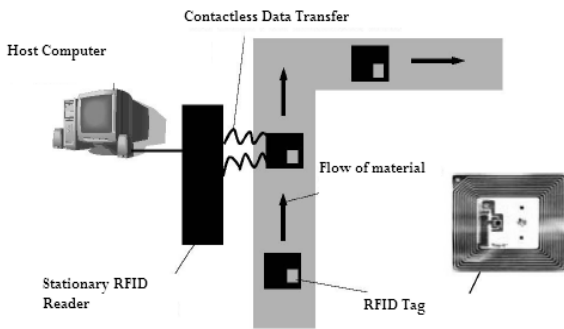 Contactless Data Transfer
Host Computer
Flow of material
Stationary RFID
Reader
RFID Tag